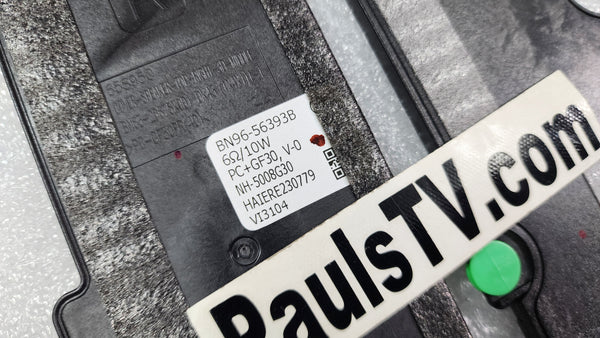 BN96-56393B
6Ω/10W
PC+GF30, V-0
NH-5008G30
HAIERE230779
VI3104
PaulsTV.com